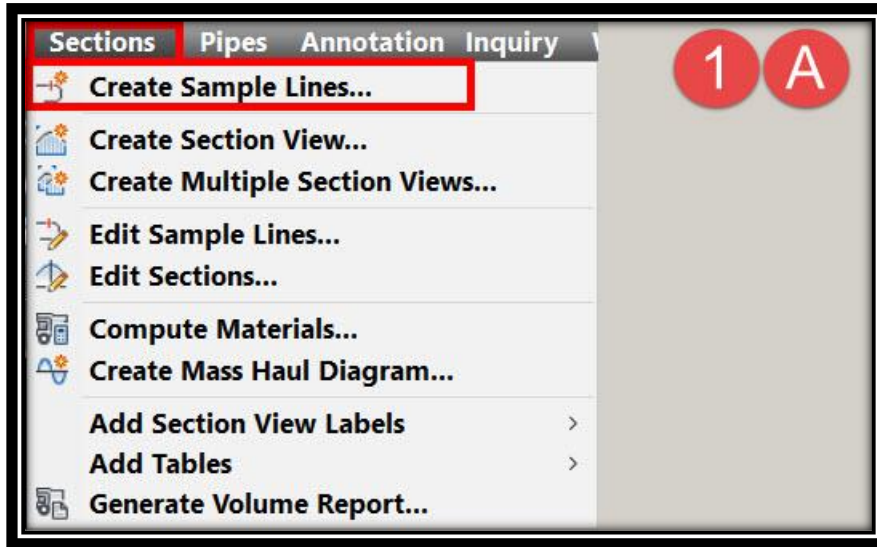 Sections Pipes Annotation Inquiry
1 A
Create Sample Lines...
Create Section View...
Create Multiple Section Views...
Edit Sample Lines...
Edit Sections...
Compute Materials...
Create Mass Haul Diagram...
Add Section View Labels >
Add Tables >
Generate Volume Report...